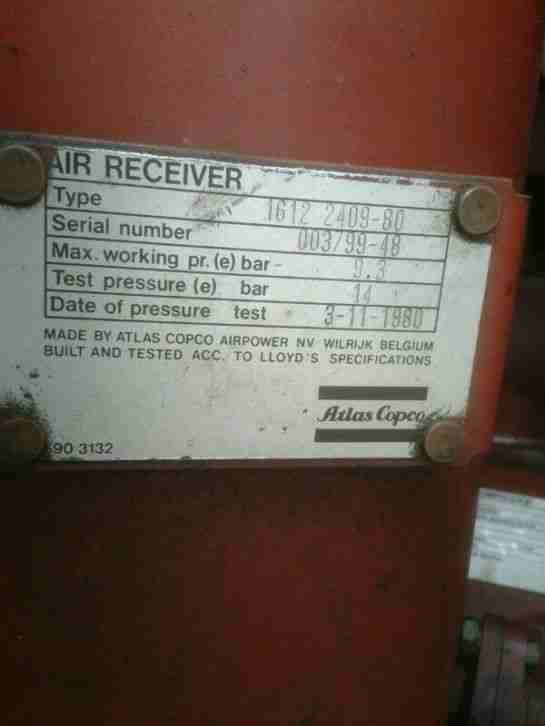 AIR RECEIVER
Type 1612 2409-80
Serial number 003/99-48
Max. working pr. (e) bar - 9.3
Test pressure (e) bar 14
Date of pressure test 3-11-1980
MADE BY ATLAS COPCO AIRPOWER NV WILRIJK BELGIUM
BUILT AND TESTED ACC. TO LLOYD'S SPECIFICATIONS
Atlas Copco
690 3132